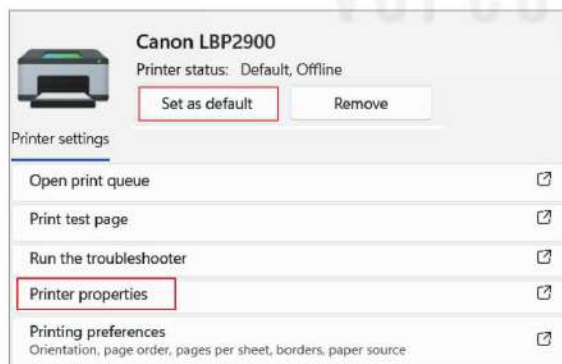 Canon LBP2900
Printer status: Default, Offline
Set as default
Remove
Printer settings
Open print queue
Print test page
Run the troubleshooter
Printer properties
Printing preferences
Orientation, page order, pages per sheet, borders, paper source